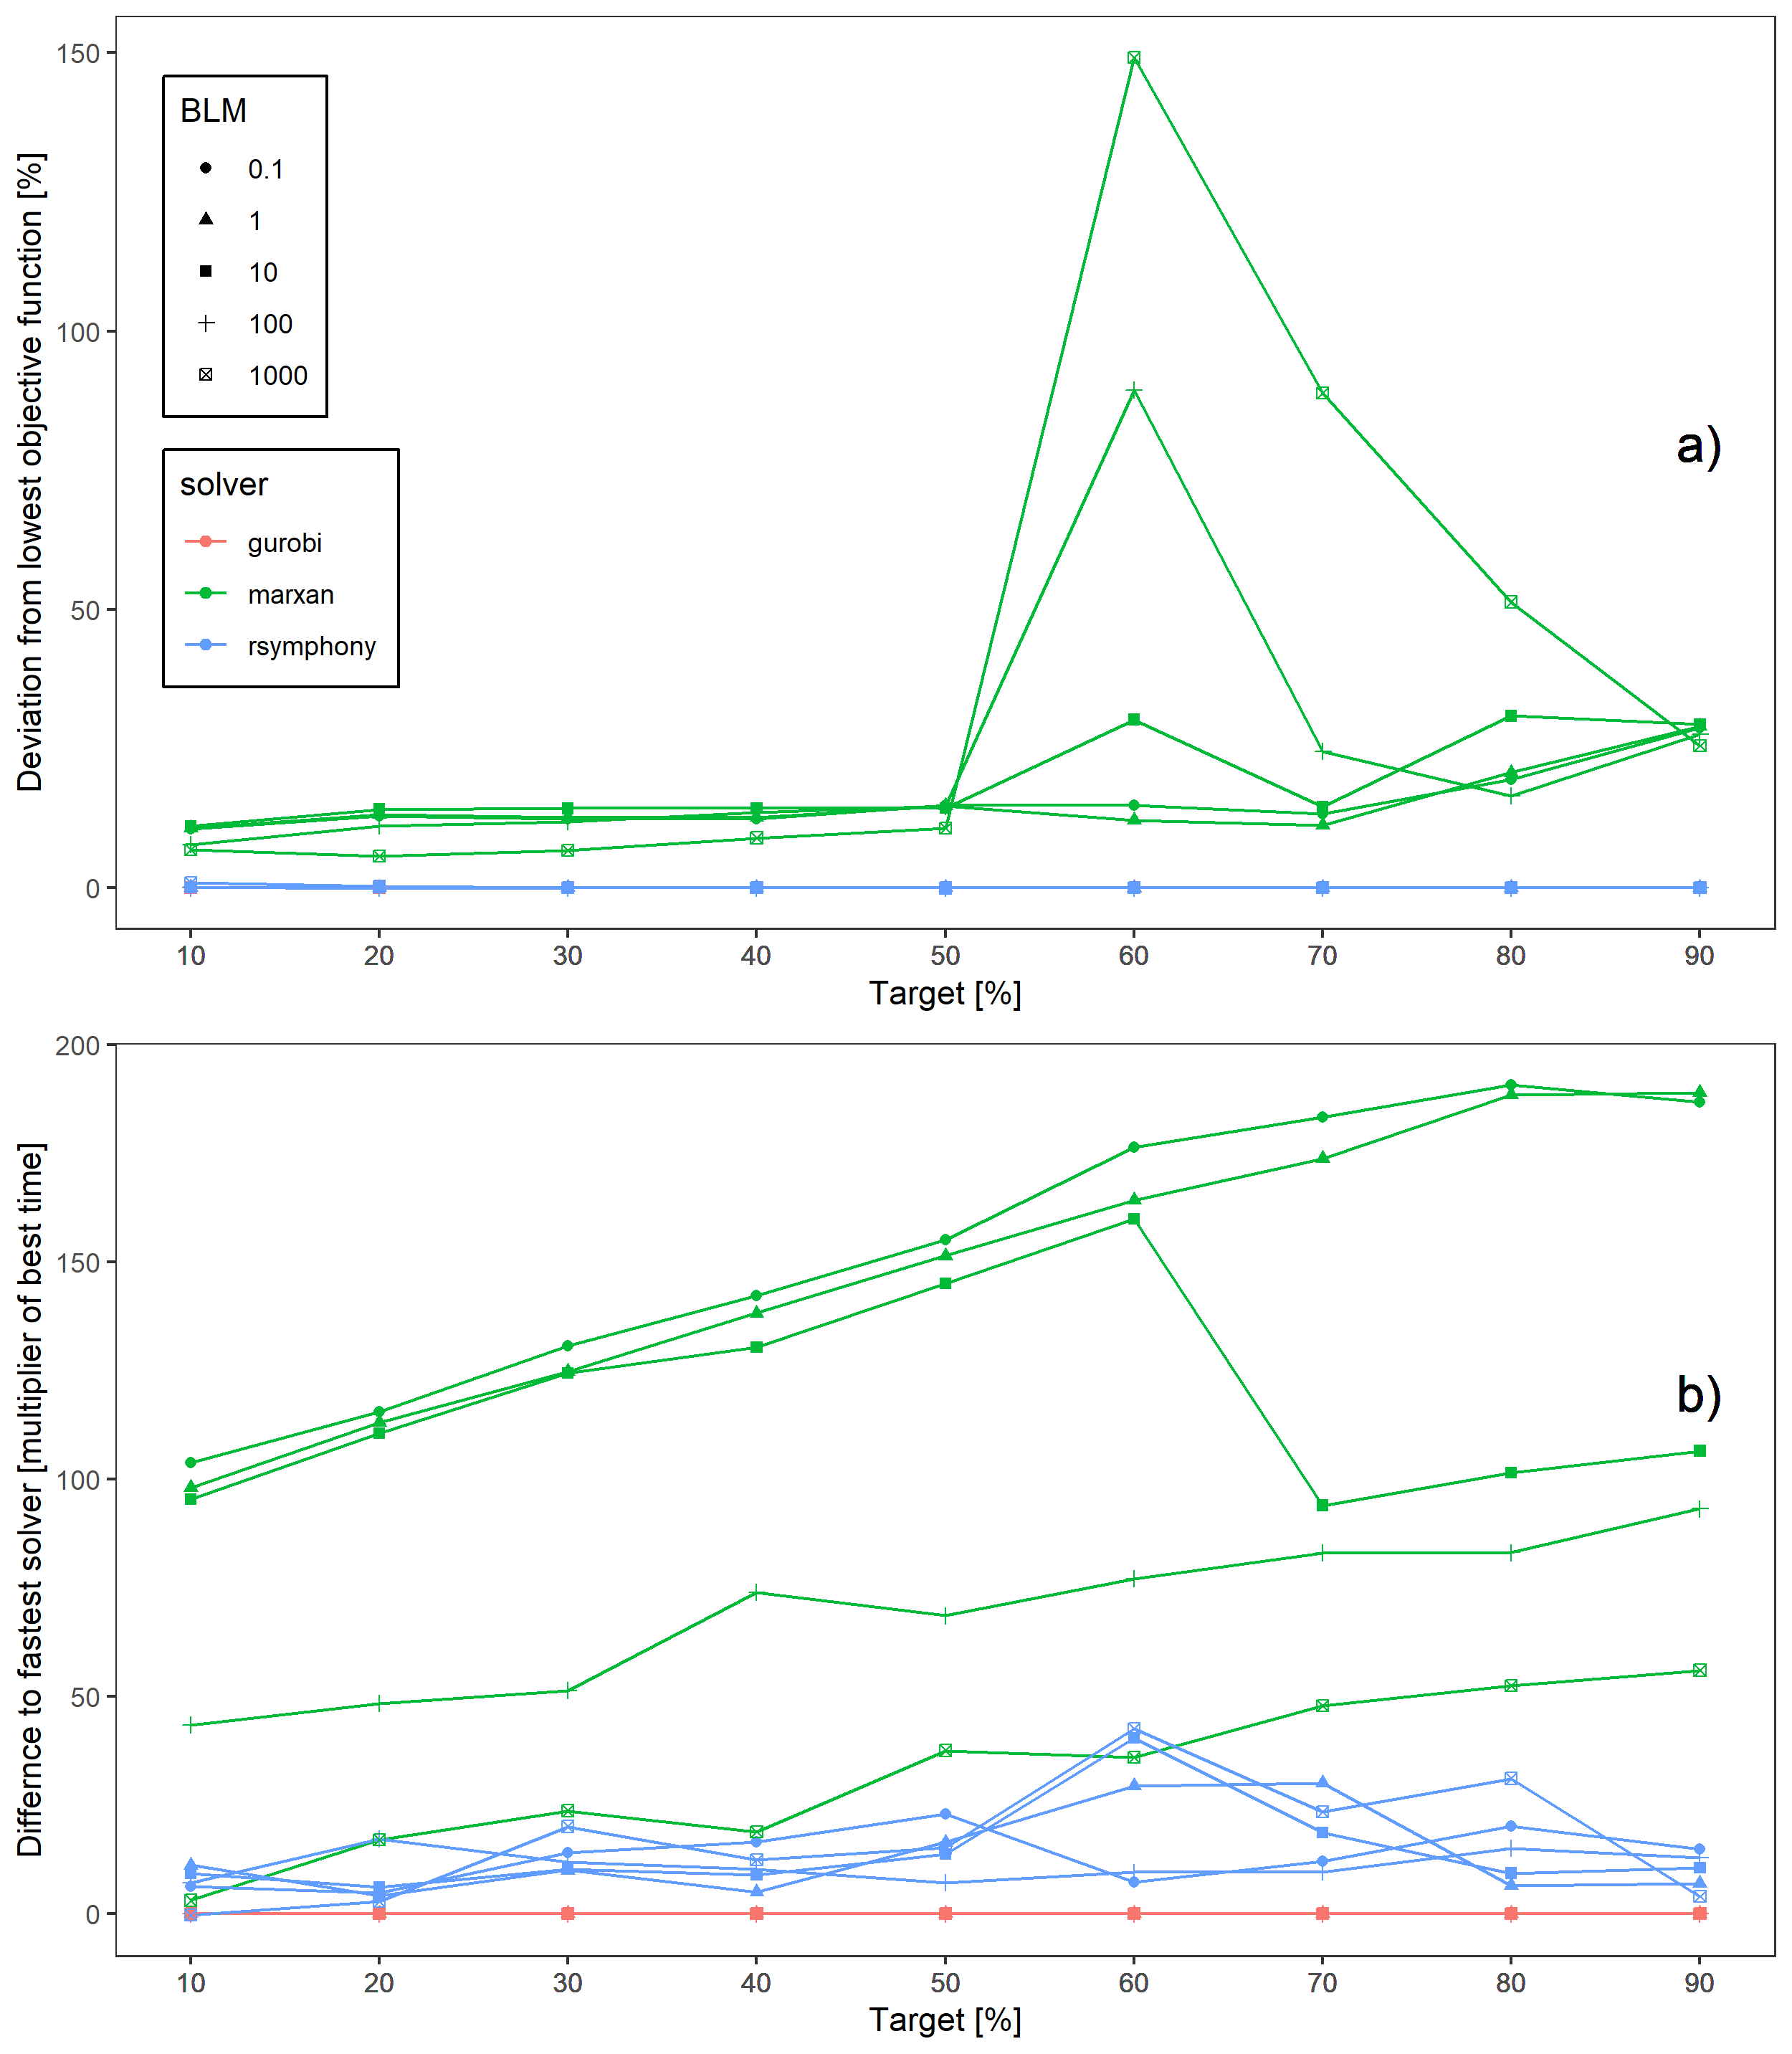 Deviation from lowest objective function [%]
150
100
50
0
BLM
0.1
1
10
100
1000
solver
gurobi
marxan
rsymphony
a)
10 20 30 40 50 60 70 80 90
Target [%]
Differnce to fastest solver [multiplier of best time]
200
150
100
50
0
b)
10 20 30 40 50 60 70 80 90
Target [%]